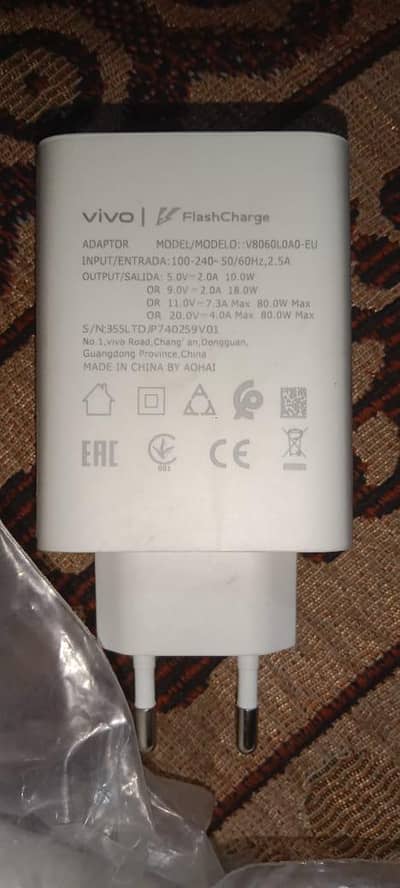 vivo | FlashCharge
ADAPTOR MODEL/MODELO:: V8060L0A0-EU
INPUT/ENTRADA:100-240~50/60Hz,2.5A
OUTPUT/SALIDA: 5.0V⎓2.0A 10.0W
OR 9.0V⎓2.0A 18.0W
OR 11.0V⎓7.3A Max 80.0W Max
OR 20.0V⎓4.0A Max 80.0W Max
S/N:355LTDJP740259V01
No.1,vivo Road,Chang'an,Dongguan,
Guangdong Province,China
MADE IN CHINA BY AOHAI
EAC
001
CE